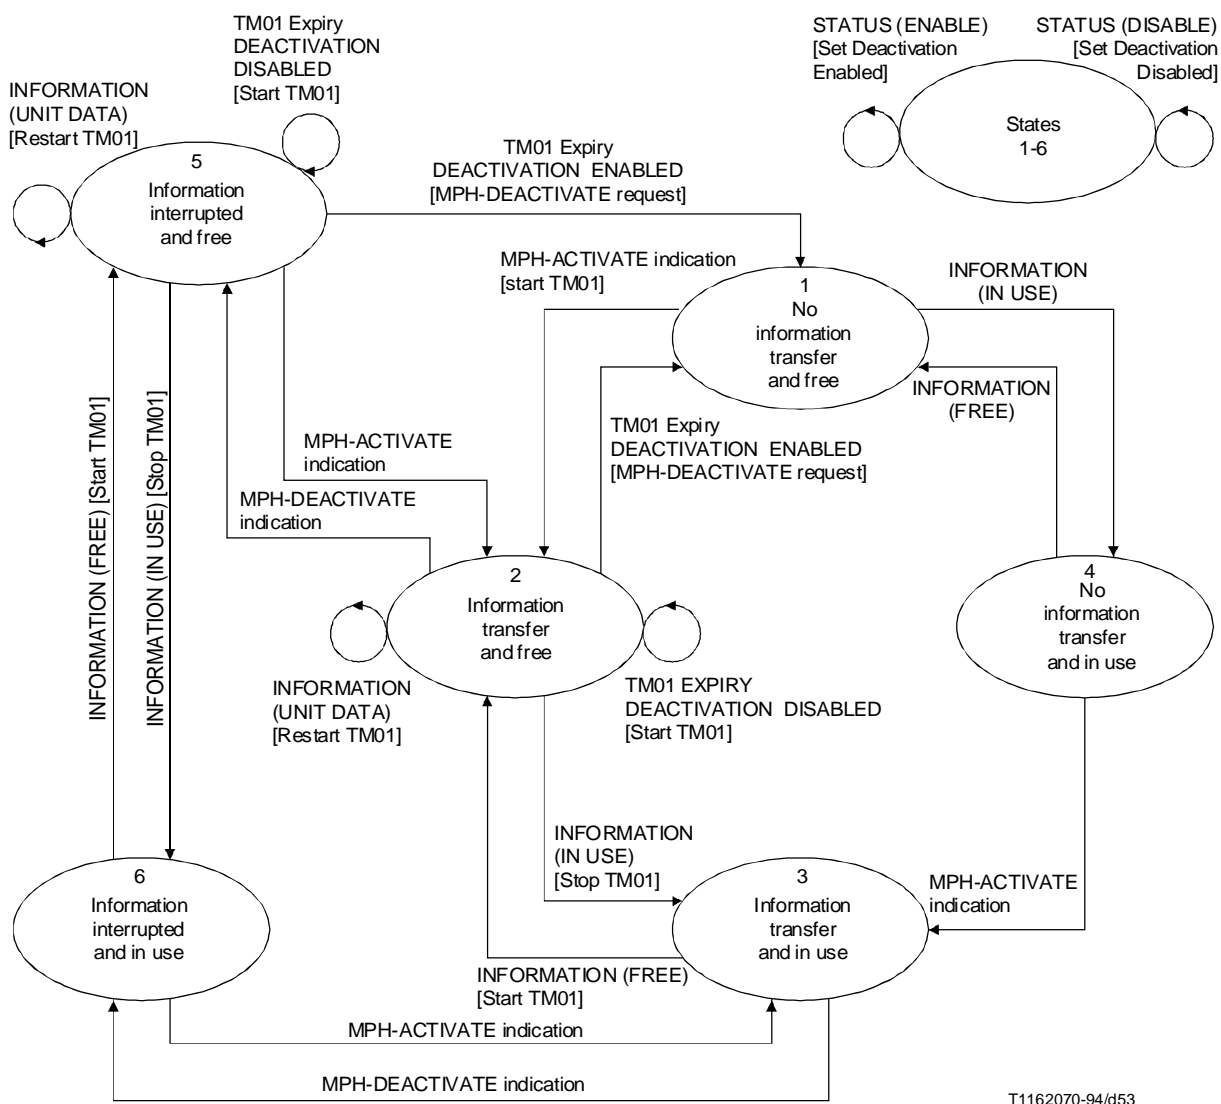 TM01 Expiry
DEACTIVATION
DISABLED
[Start TM01]
STATUS (ENABLE)
[Set Deactivation
Enabled]
STATUS (DISABLE)
[Set Deactivation
Disabled]
INFORMATION
(UNIT DATA)
[Restart TM01]
States
1-6
5
Information
interrupted
and free
TM01 Expiry
DEACTIVATION ENABLED
[MPH-DEACTIVATE request]
MPH-ACTIVATE indication
[start TM01]
1
No
information
transfer
and free
INFORMATION
(IN USE)
INFORMATION
(FREE)
INFORMATION (FREE) [Start TM01]
INFORMATION (IN USE) [Stop TM01]
MPH-ACTIVATE
indication
MPH-DEACTIVATE
indication
TM01 Expiry
DEACTIVATION ENABLED
[MPH-DEACTIVATE request]
2
Information
transfer
and free
4
No
information
transfer
and in use
INFORMATION
(UNIT DATA)
[Restart TM01]
TM01 EXPIRY
DEACTIVATION DISABLED
[Start TM01]
INFORMATION
(IN USE)
[Stop TM01]
6
Information
interrupted
and in use
3
Information
transfer
and in use
MPH-ACTIVATE
indication
INFORMATION (FREE)
[Start TM01]
MPH-ACTIVATE indication
MPH-DEACTIVATE indication
T1162070-94/d53